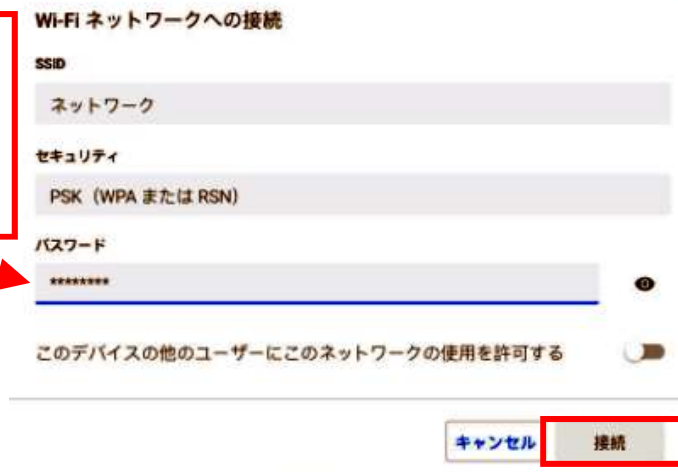 Wi-Fi ネットワークへの接続
SSID
ネットワーク
セキュリティ
PSK（WPA または RSN）
パスワード
********
このデバイスの他のユーザーにこのネットワークの使用を許可する
キャンセル
接続